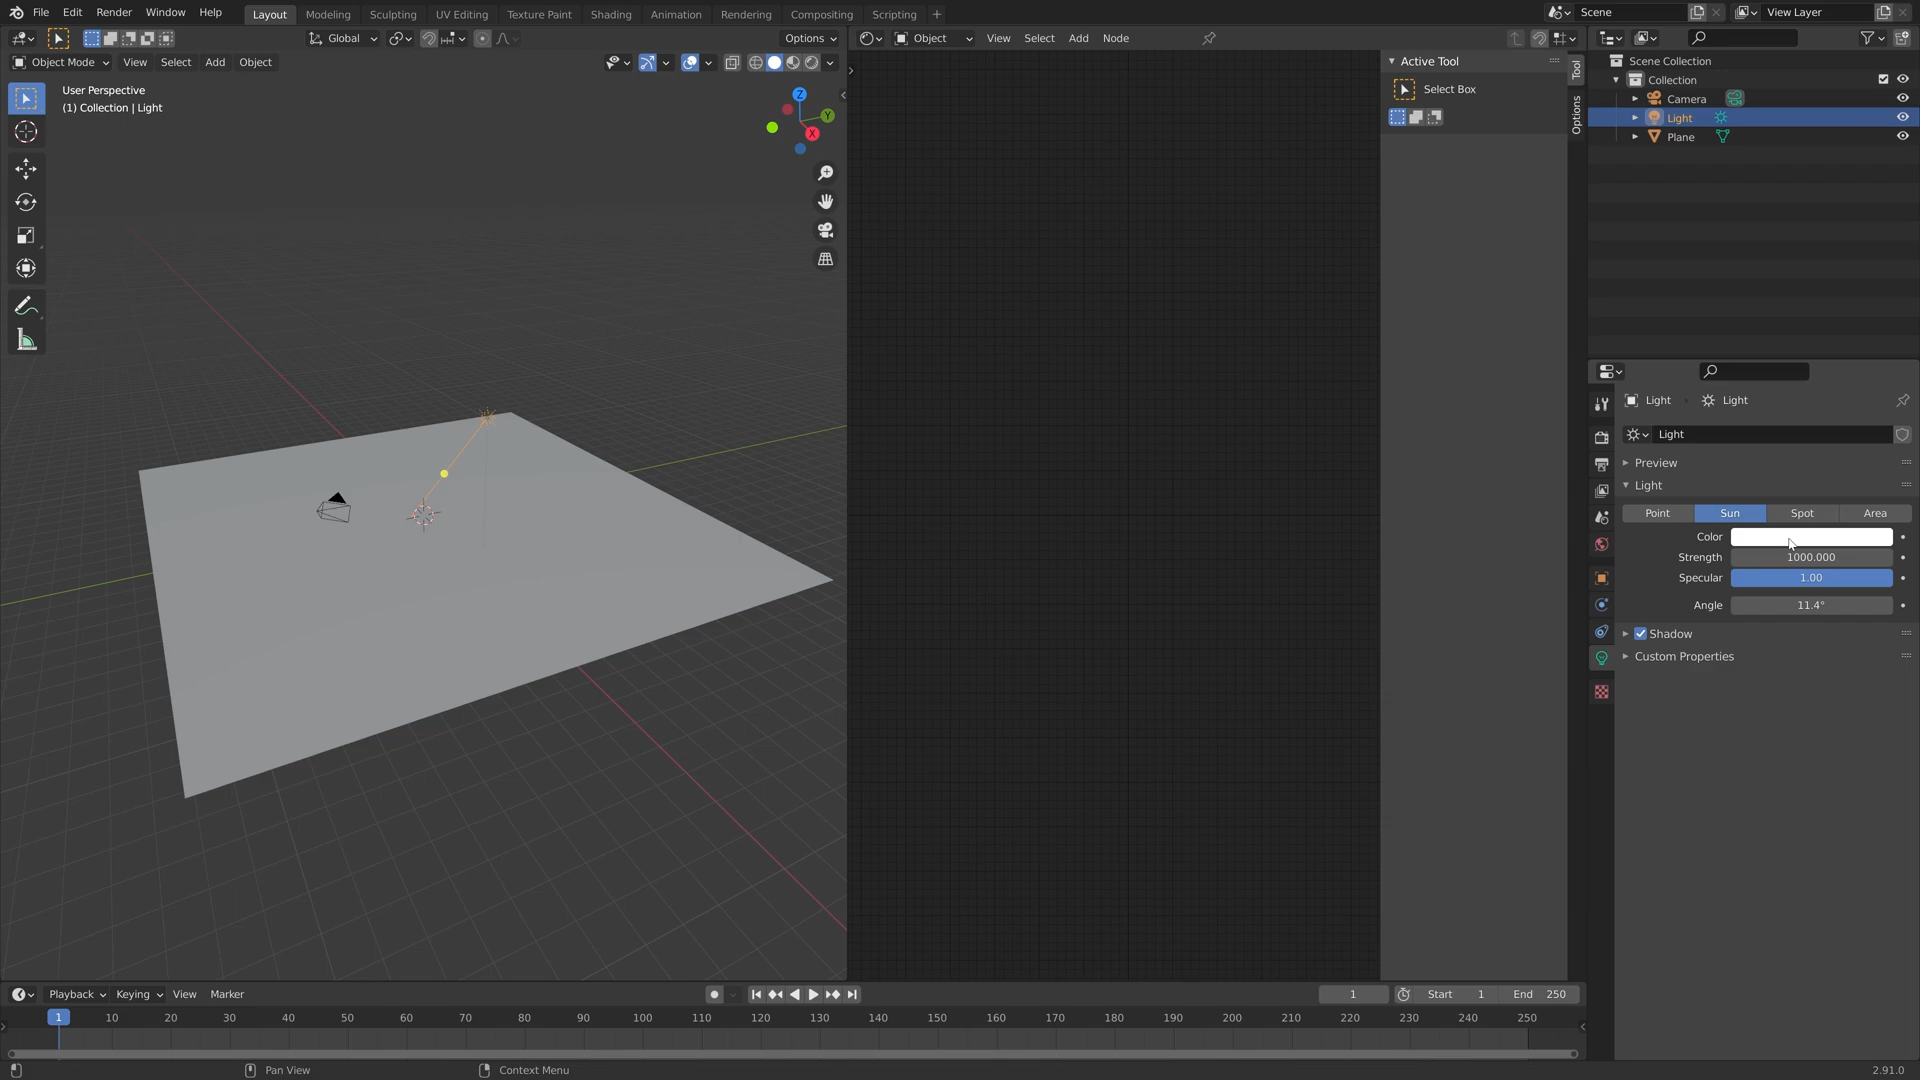 File Edit Render Window Help Layout Modeling Sculpting UV Editing Texture Paint Shading Animation Rendering Compositing Scripting + Scene View Layer
Global Options Object View Select Add Node
Object Mode View Select Add Object
User Perspective
(1) Collection | Light
Z
Y
X
Active Tool
Select Box
Tool
Options
Scene Collection
Collection
Camera
Light
Plane
Light Light
Light
Preview
Light
Point Sun Spot Area
Color
Strength 1000.000
Specular 1.00
Angle 11.4°
Shadow
Custom Properties
Playback Keying View Marker 1 Start 1 End 250
1 10 20 30 40 50 60 70 80 90 100 110 120 130 140 150 160 170 180 190 200 210 220 230 240 250
Pan View Context Menu 2.91.0